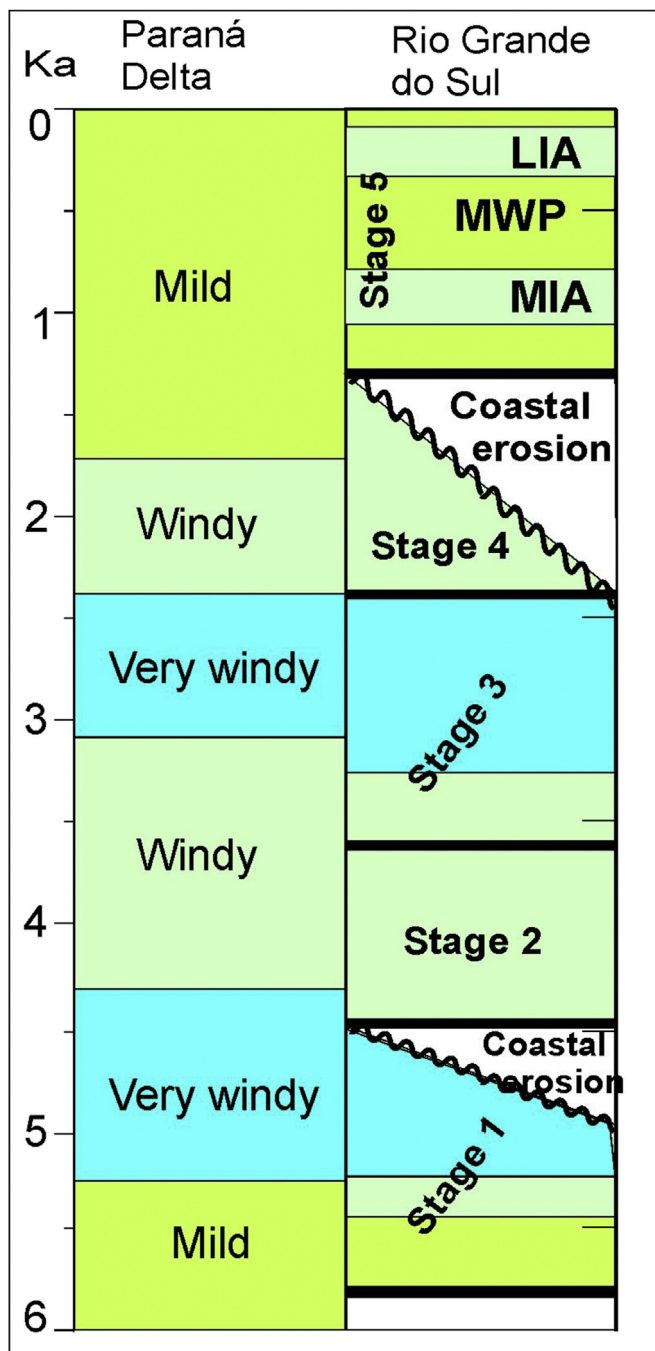 Ka
Paraná
Delta
Rio Grande
do Sul
0
1
2
3
4
5
6
Mild
Windy
Very windy
Windy
Very windy
Mild
LIA
MWP
MIA
Stage 5
Coastal
erosion
Stage 4
Stage 3
Stage 2
Coastal
erosion
Stage 1